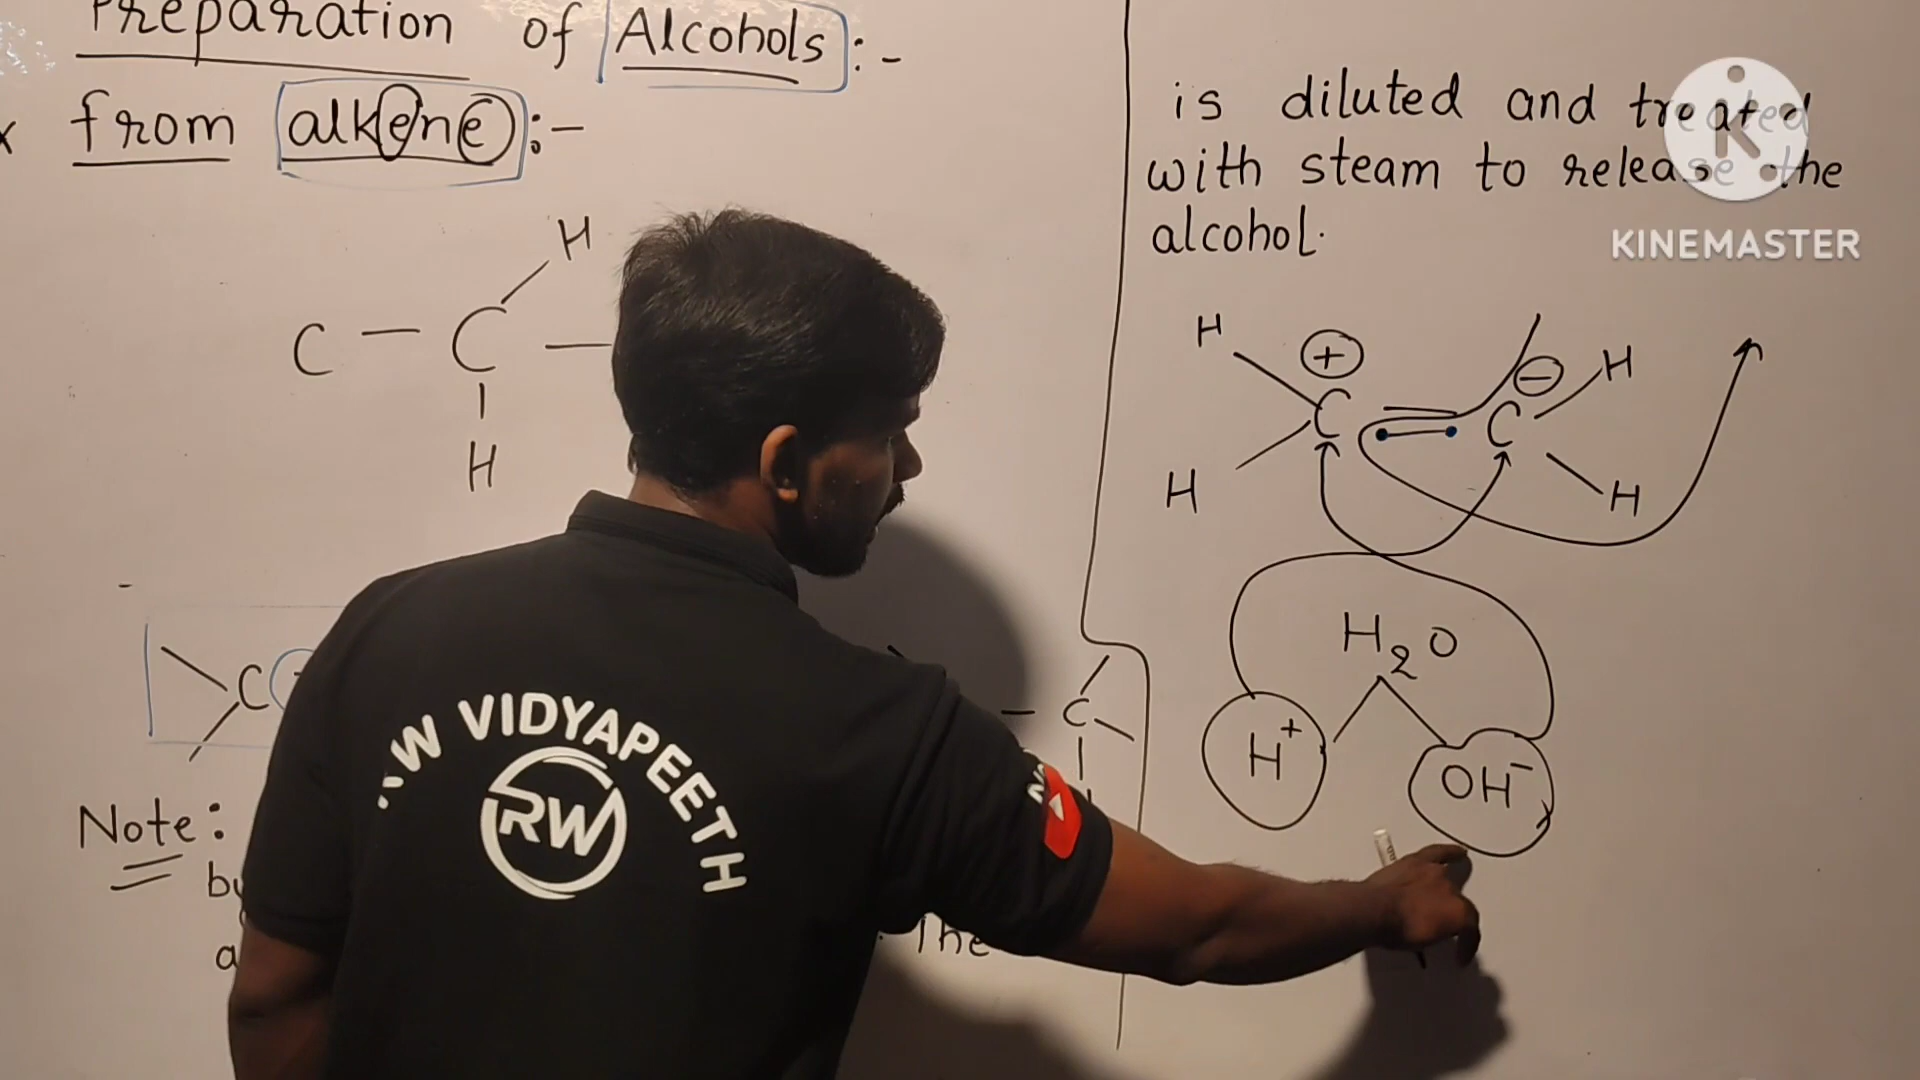 Preparation of Alcohols :-
from alkene :-
H
C — C —
H
C
C
Note:
The
is diluted and treated
with steam to release the
alcohol.
H + − H
C = C
H H
H2O
H+ OH−
RW VIDYAPEETH
RW
K
KINEMASTER